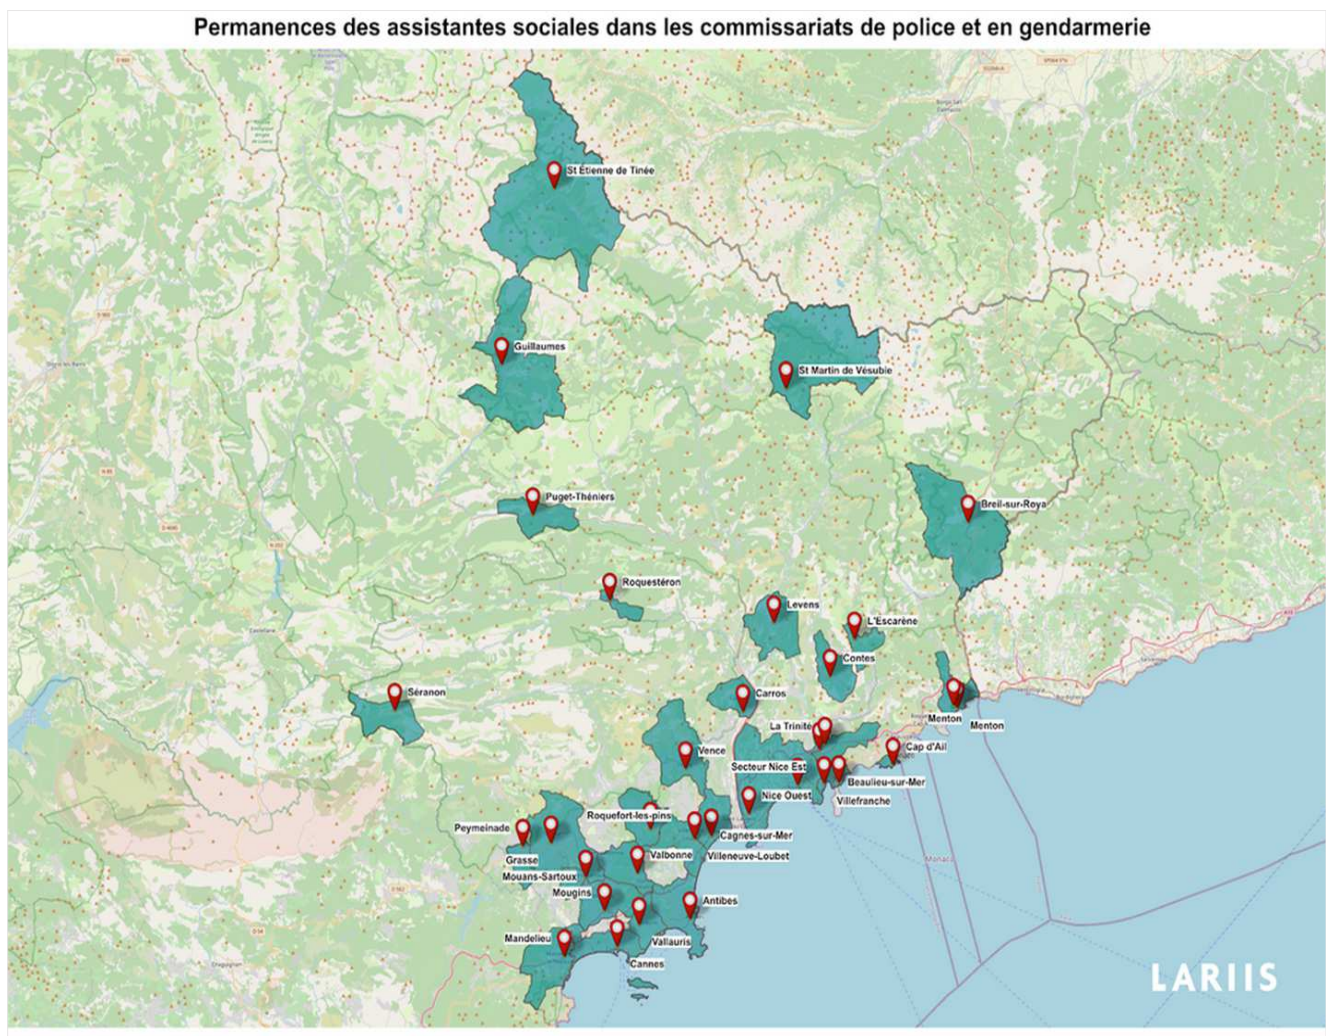 Permanences des assistantes sociales dans les commissariats de police et en gendarmerie
St Étienne de Tinée
Guillaumes
St Martin de Vésubie
Puget-Théniers
Breil-sur-Roya
Roquestéron
Levens
L'Escarène
Contes
Séranon
Carros
Menton
Menton
La Trinité
Vence
Cap d'Ail
Secteur Nice Est
Beaulieu-sur-Mer
Nice Ouest
Villefranche
Roquefort-les-pins
Peymeinade
Cagnes-sur-Mer
Grasse
Valbonne
Villeneuve-Loubet
Mouans-Sartoux
Monaco
Mougins
Antibes
Mandelieu
Vallauris
Cannes
Draguignan
LARIIS